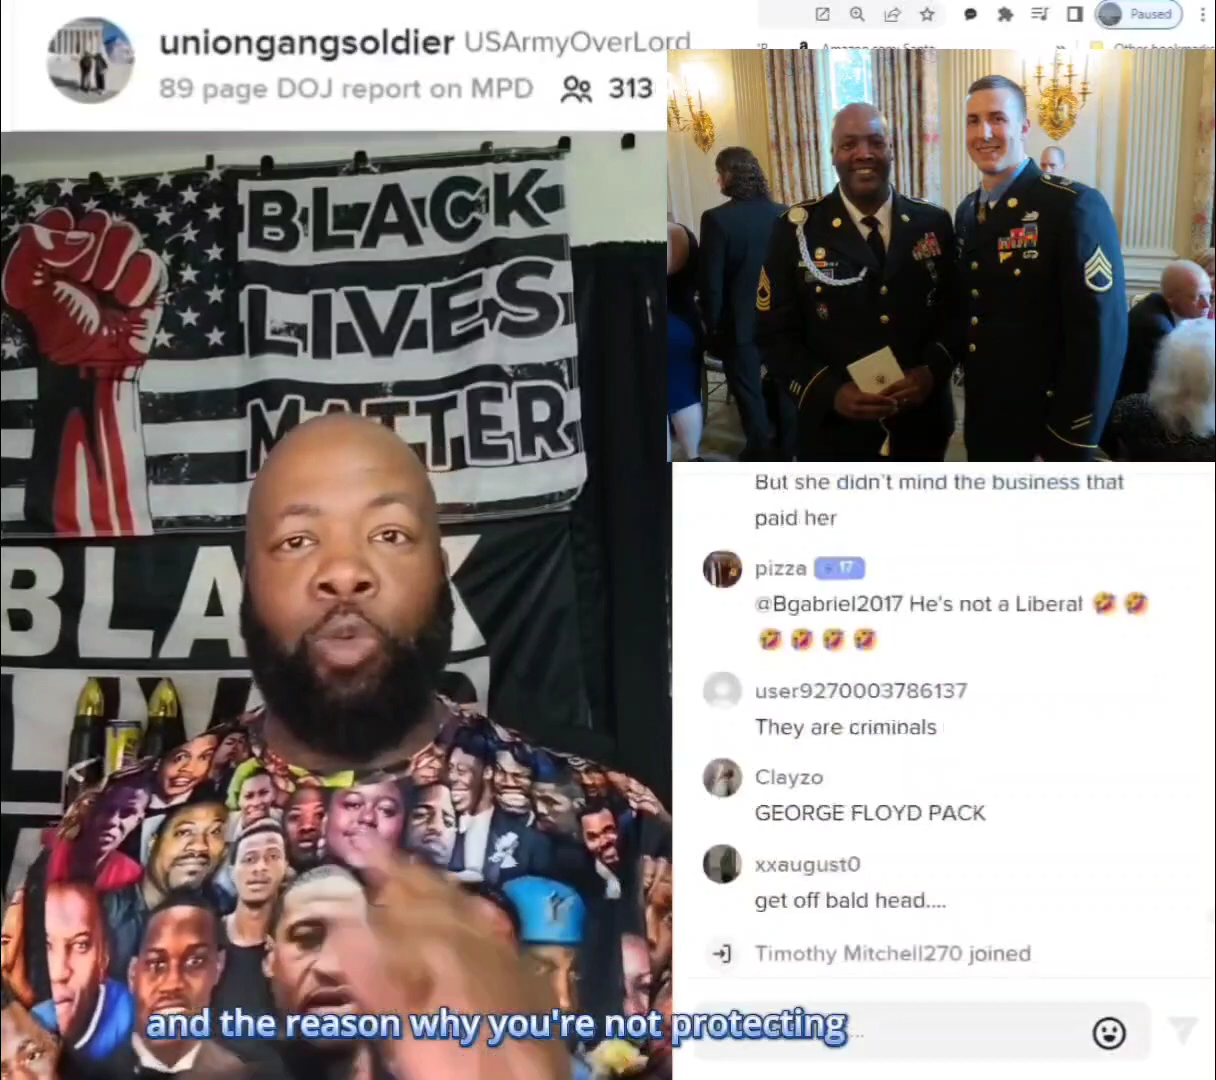 uniongangsoldier USArmyOverLord
89 page DOJ report on MPD 313
Paused
BLACK
LIVES
MATTER
BLACK
But she didn't mind the business that
paid her
pizza 17
@Bgabriel2017 He's not a Liberal 🤣 🤣
🤣 🤣 🤣 🤣
user9270003786137
They are criminals
Clayzo
GEORGE FLOYD PACK
xxaugust0
get off bald head....
Timothy Mitchell270 joined
and the reason why you're not protecting